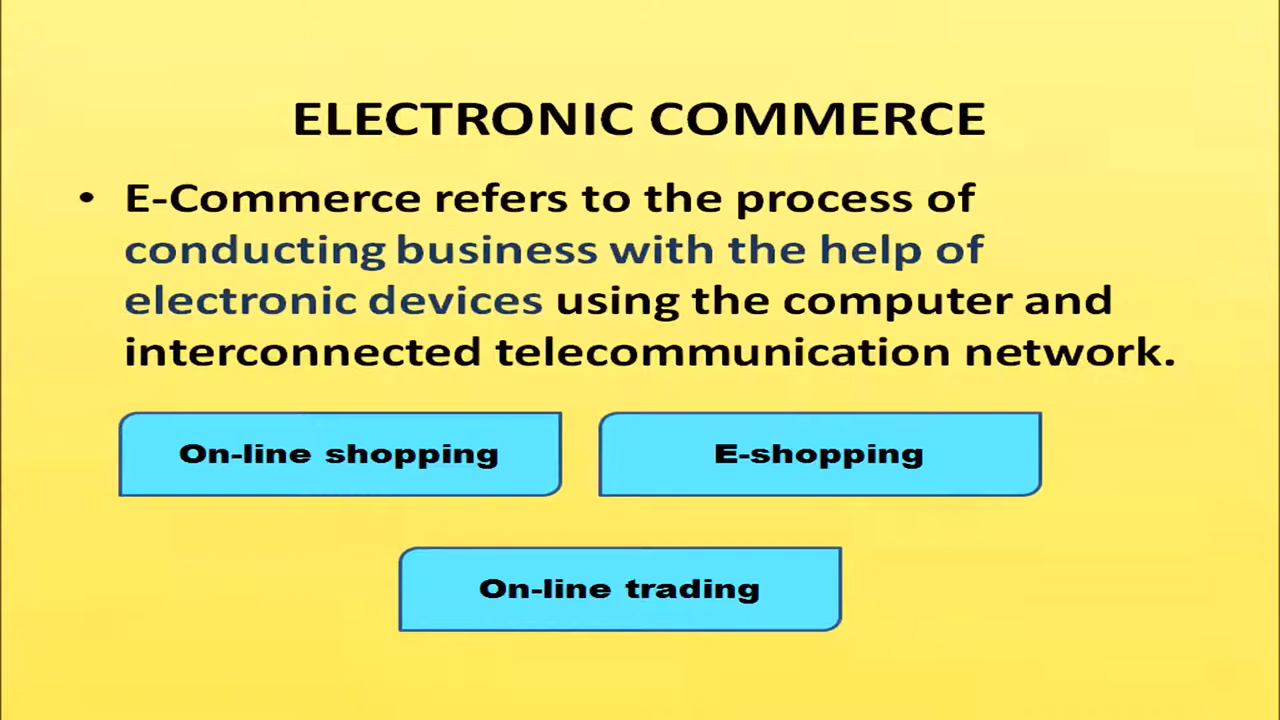 ELECTRONIC COMMERCE
• E-Commerce refers to the process of
conducting business with the help of
electronic devices using the computer and
interconnected telecommunication network.
On-line shopping
E-shopping
On-line trading